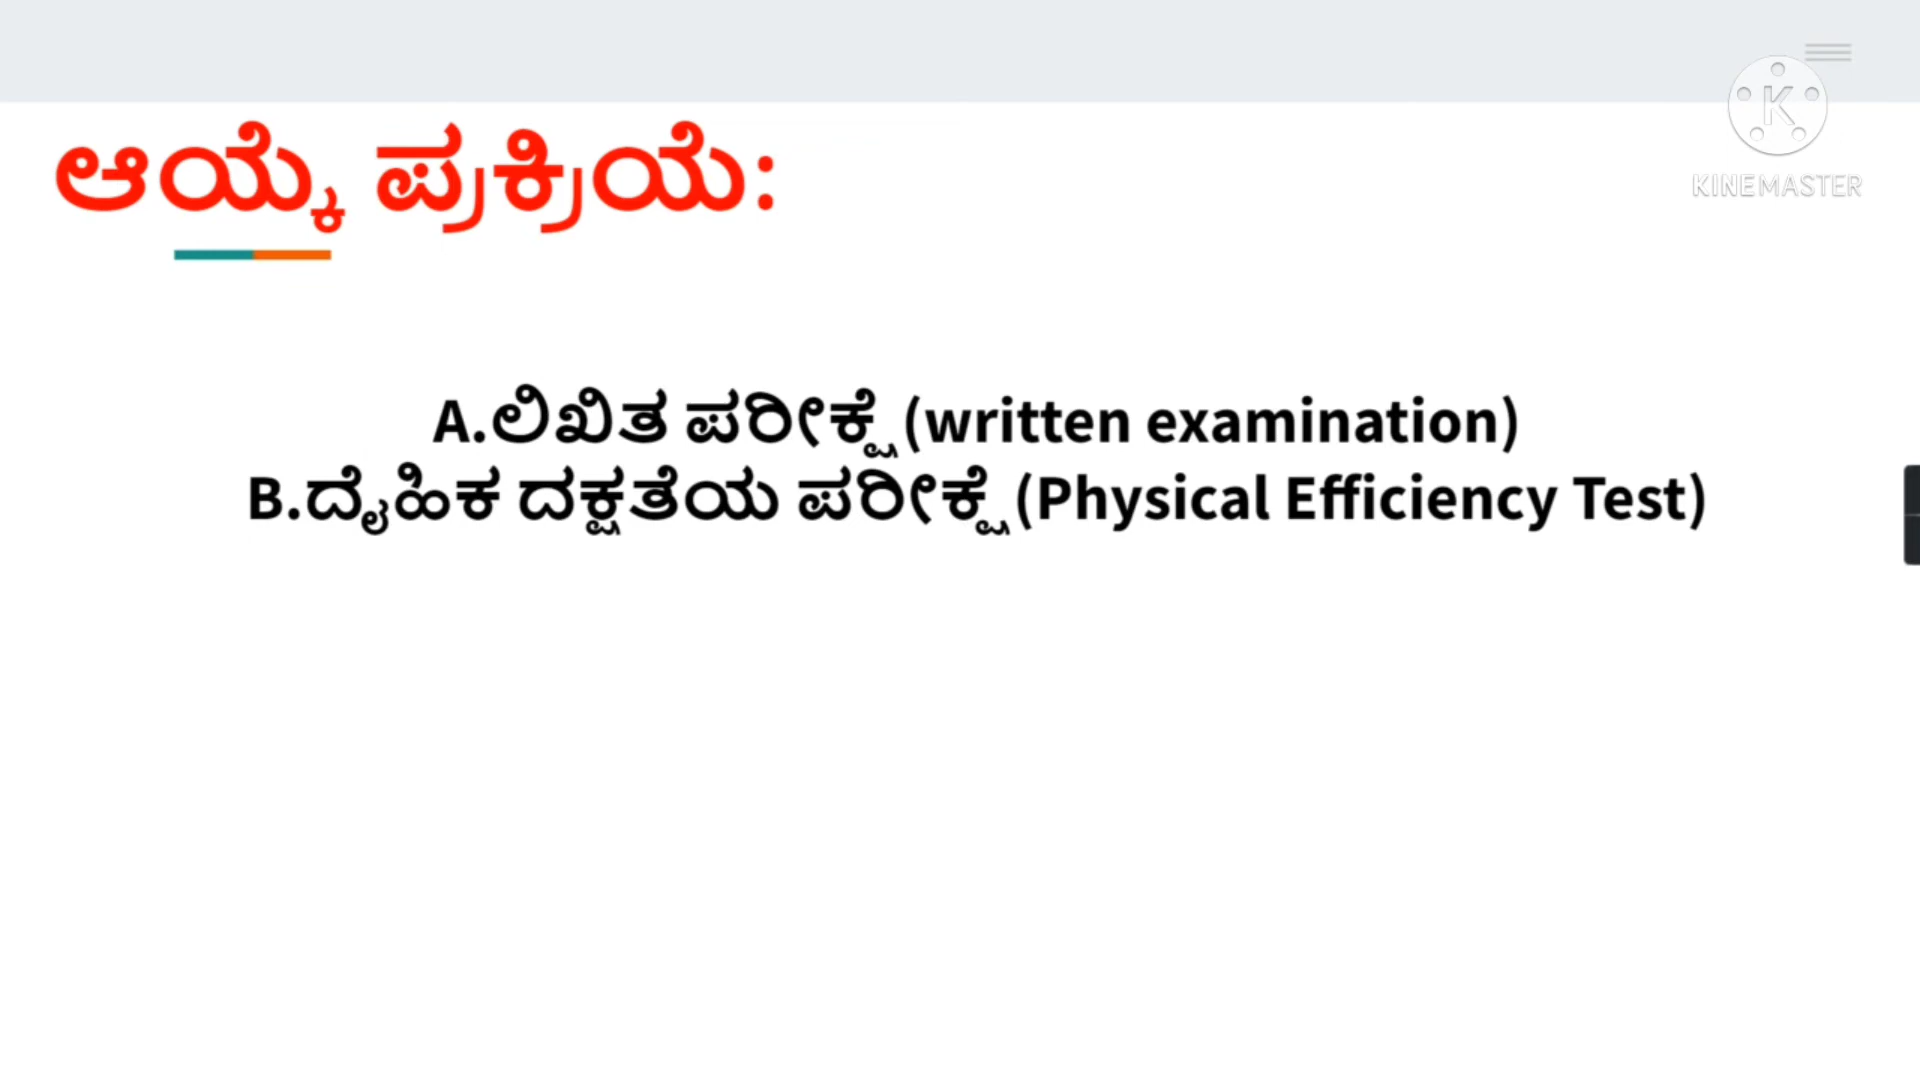 ಆಯ್ಕೆ ಪ್ರಕ್ರಿಯೆ:
K
KINEMASTER
A.ಲಿಖಿತ ಪರೀಕ್ಷೆ (written examination)
B.ದೈಹಿಕ ದಕ್ಷತೆಯ ಪರೀಕ್ಷೆ (Physical Efficiency Test)